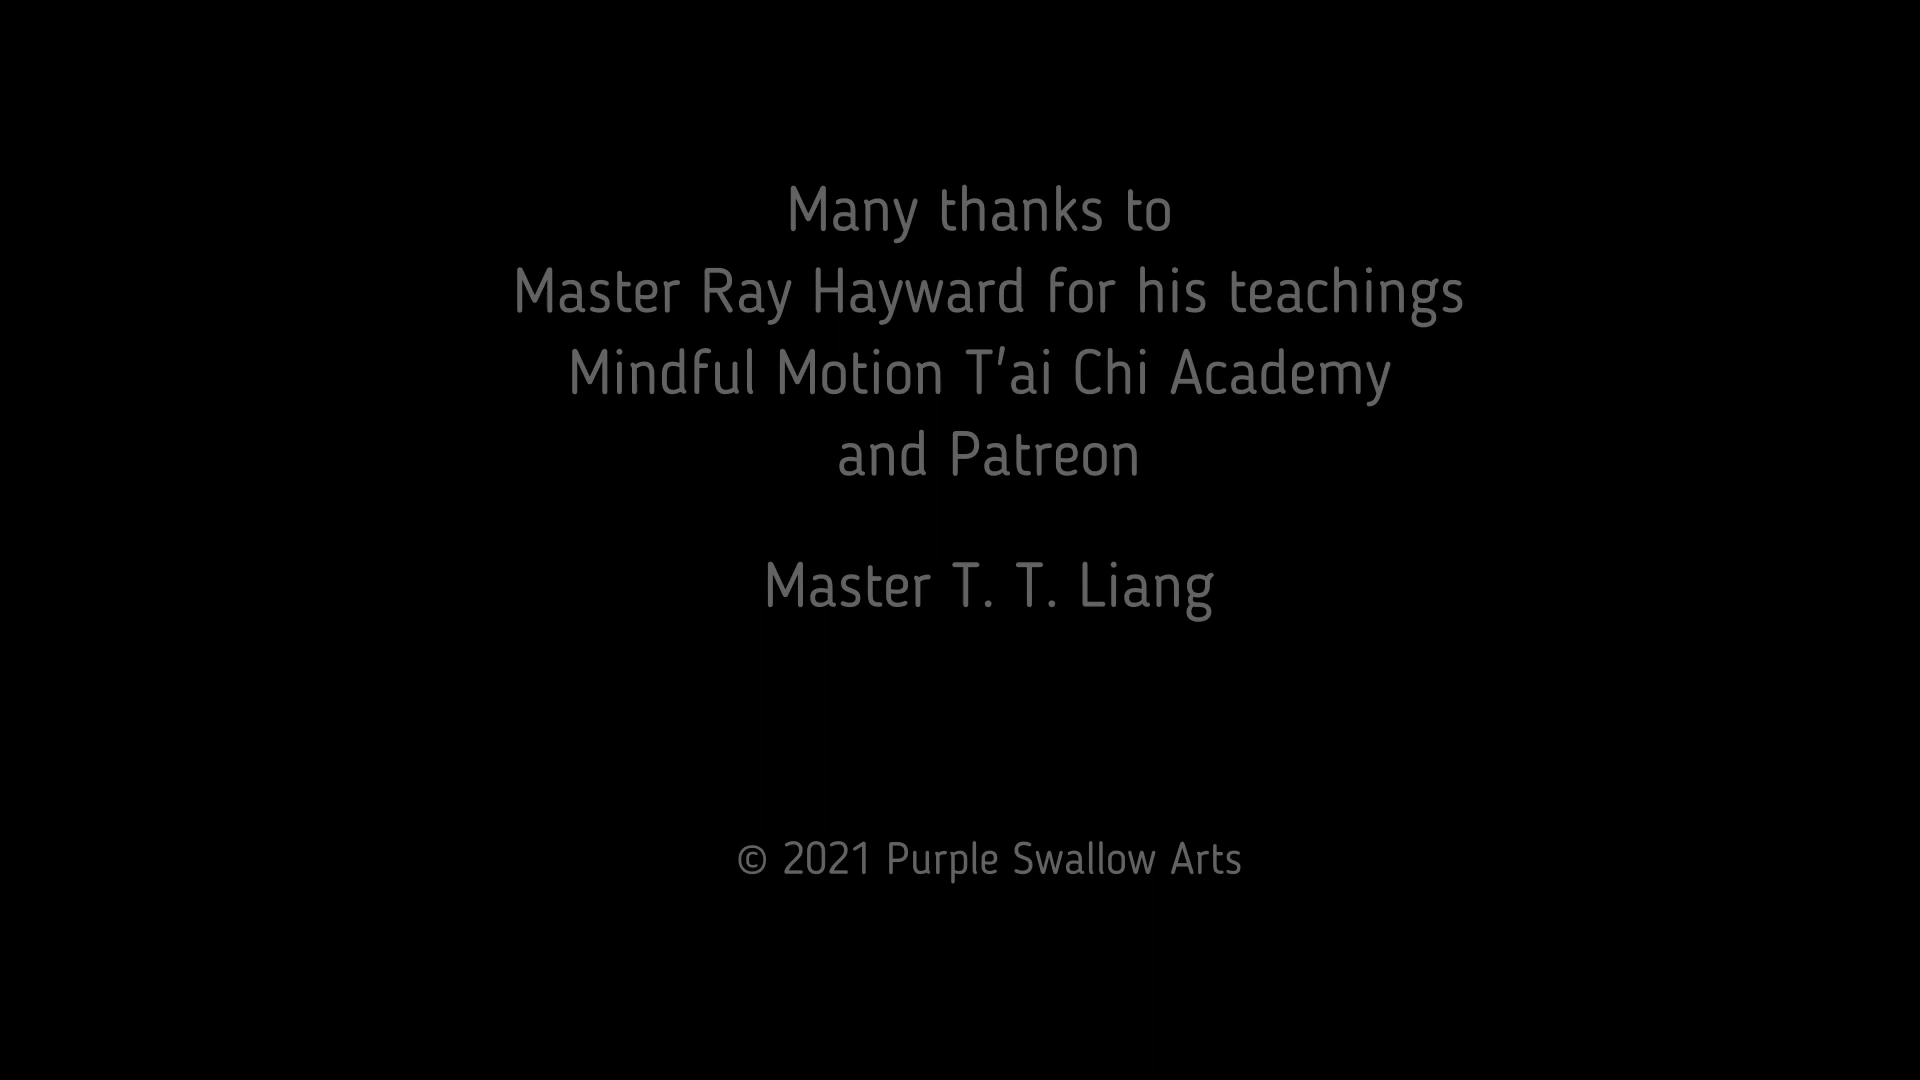 Many thanks to
Master Ray Hayward for his teachings
Mindful Motion T'ai Chi Academy
and Patreon
Master T. T. Liang
© 2021 Purple Swallow Arts